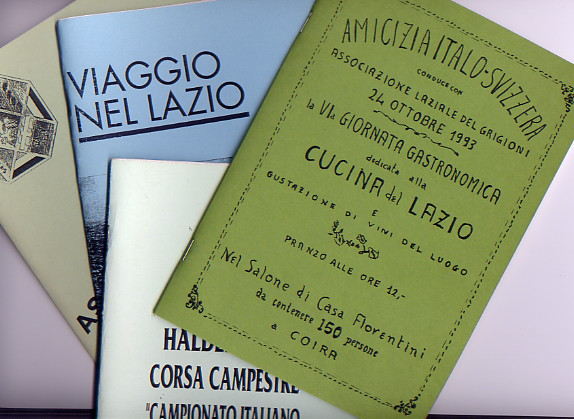 VIAGGIO
NEL LAZIO
AMICIZIA ITALO-SVIZZERA
CONDUCE CON
ASSOCIAZIONE LAZIALE DEL GRIGIONI
24 OTTOBRE 1993
la VIa GIORNATA GASTRONOMICA
dedicata alla
CUCINA del LAZIO
E
GUSTAZIONE DI VINI DEL LUOGO
PRANZO ALLE ORE 12,-
Nel Salone di Casa Florentini
da contenere 150 persone
a COIRA
HALDE
CORSA CAMPESTRE
"CAMPIONATO ITALIANO
A.S